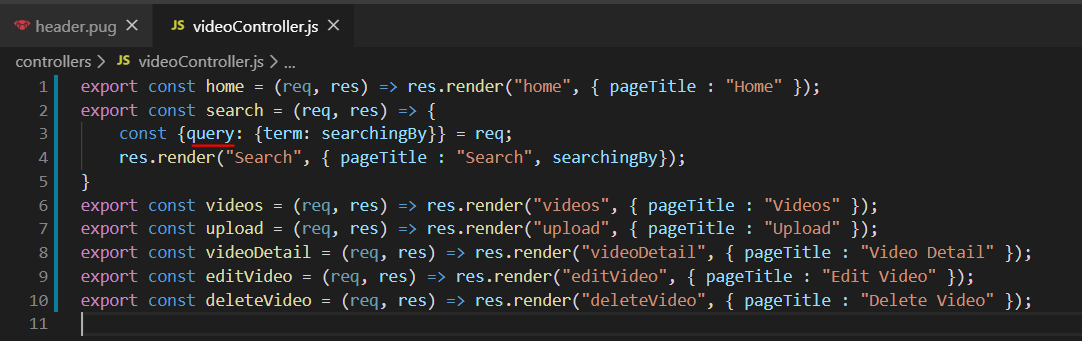 header.pug × JS videoController.js ×
controllers > JS videoController.js > ...
1 export const home = (req, res) => res.render("home", { pageTitle : "Home" });
2 export const search = (req, res) => {
3 const {query: {term: searchingBy}} = req;
4 res.render("Search", { pageTitle : "Search", searchingBy});
5 }
6 export const videos = (req, res) => res.render("videos", { pageTitle : "Videos" });
7 export const upload = (req, res) => res.render("upload", { pageTitle : "Upload" });
8 export const videoDetail = (req, res) => res.render("videoDetail", { pageTitle : "Video Detail" });
9 export const editVideo = (req, res) => res.render("editVideo", { pageTitle : "Edit Video" });
10 export const deleteVideo = (req, res) => res.render("deleteVideo", { pageTitle : "Delete Video" });
11